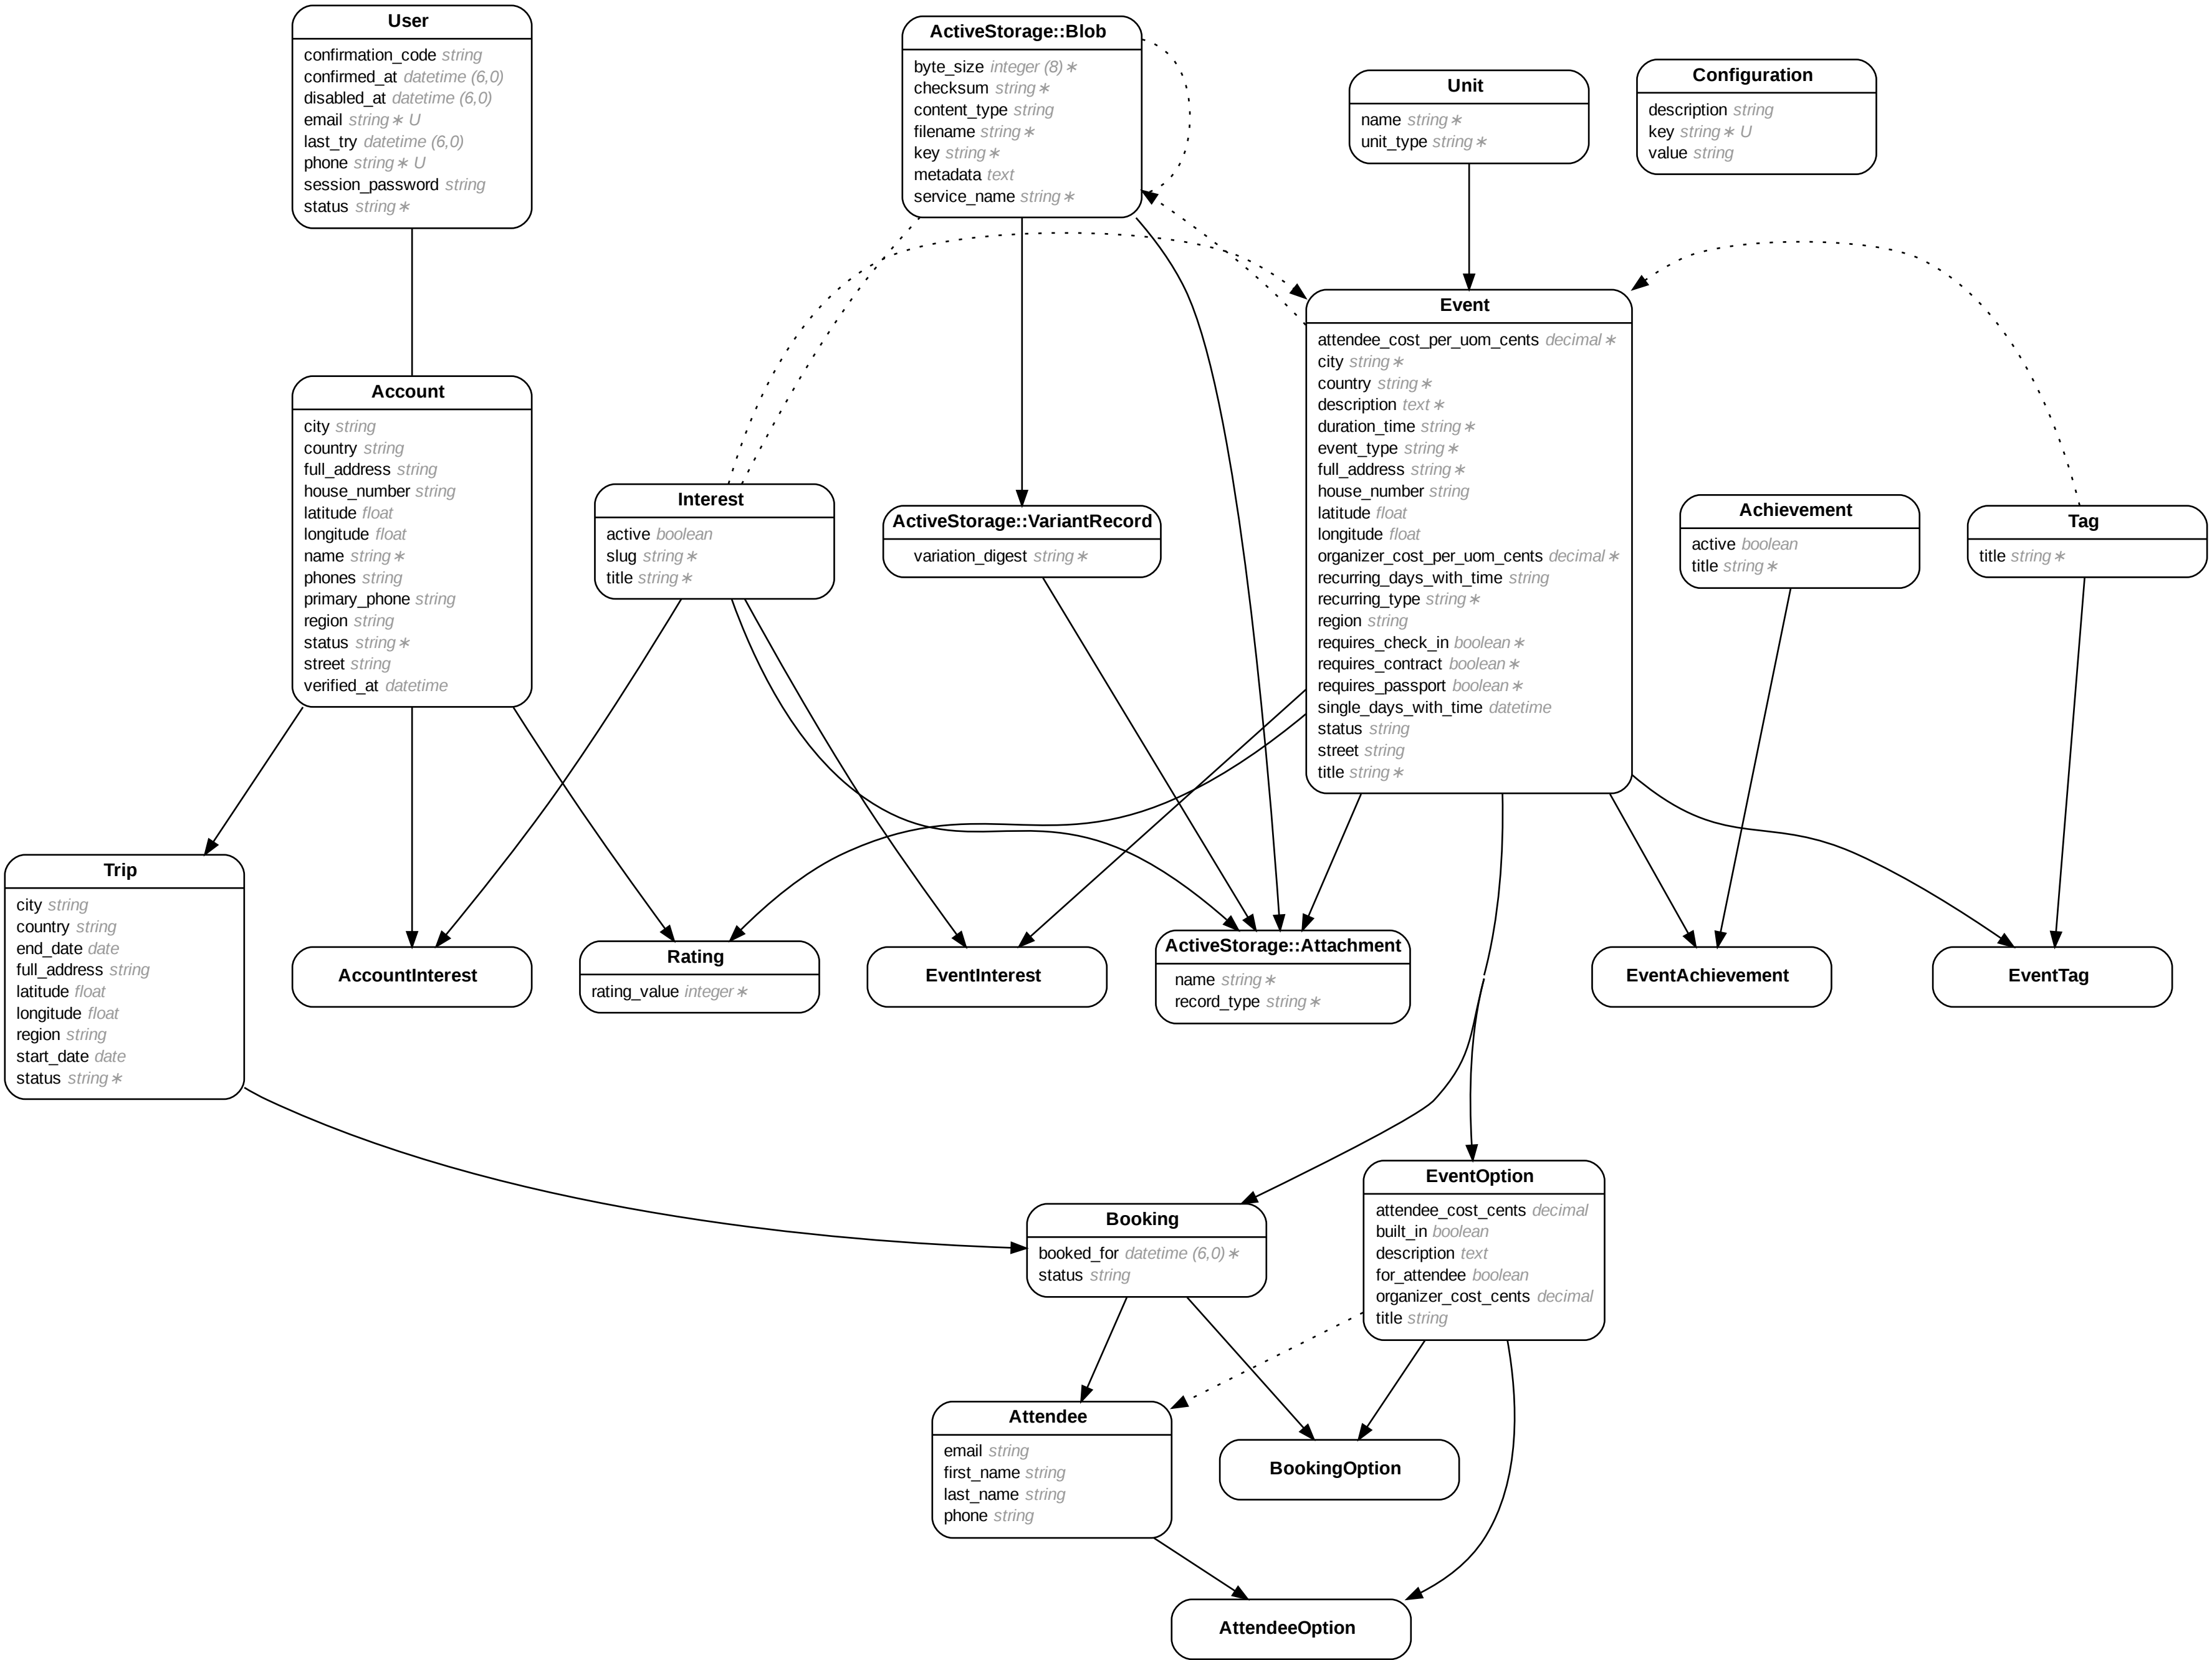 User
confirmation_code string
confirmed_at datetime (6,0)
disabled_at datetime (6,0)
email string∗ U
last_try datetime (6,0)
phone string∗ U
session_password string
status string∗
ActiveStorage::Blob
byte_size integer (8)∗
checksum string∗
content_type string
filename string∗
key string∗
metadata text
service_name string∗
Unit
name string∗
unit_type string∗
Configuration
description string
key string∗ U
value string
Account
city string
country string
full_address string
house_number string
latitude float
longitude float
name string∗
phones string
primary_phone string
region string
status string∗
street string
verified_at datetime
Interest
active boolean
slug string∗
title string∗
ActiveStorage::VariantRecord
variation_digest string∗
Event
attendee_cost_per_uom_cents decimal∗
city string∗
country string∗
description text∗
duration_time string∗
event_type string∗
full_address string∗
house_number string
latitude float
longitude float
organizer_cost_per_uom_cents decimal∗
recurring_days_with_time string
recurring_type string∗
region string
requires_check_in boolean∗
requires_contract boolean∗
requires_passport boolean∗
single_days_with_time datetime
status string
street string
title string∗
Achievement
active boolean
title string∗
Tag
title string∗
Trip
city string
country string
end_date date
full_address string
latitude float
longitude float
region string
start_date date
status string∗
AccountInterest
Rating
rating_value integer∗
EventInterest
ActiveStorage::Attachment
name string∗
record_type string∗
EventAchievement
EventTag
Booking
booked_for datetime (6,0)∗
status string
EventOption
attendee_cost_cents decimal
built_in boolean
description text
for_attendee boolean
organizer_cost_cents decimal
title string
Attendee
email string
first_name string
last_name string
phone string
BookingOption
AttendeeOption